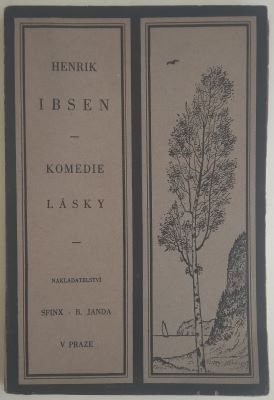 HENRIK
IBSEN
—
KOMEDIE
LÁSKY
—
NAKLADATELSTVÍ
SFINX - B. JANDA
V PRAZE